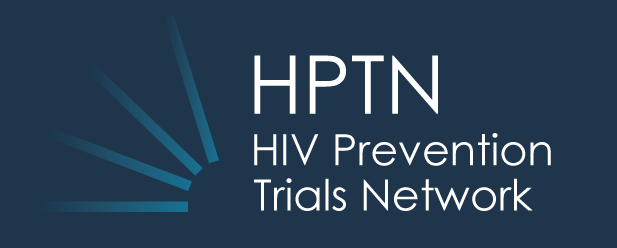 HPTN
HIV Prevention
Trials Network